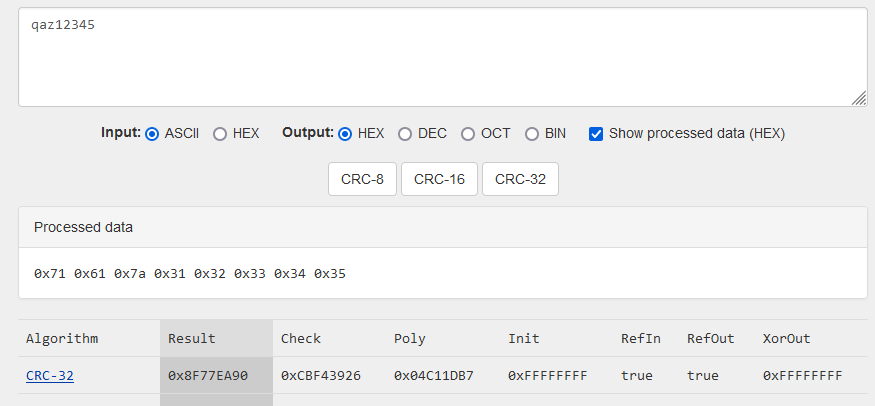 qaz12345
Input: ASCII HEX Output: HEX DEC OCT BIN Show processed data (HEX)
CRC-8 CRC-16 CRC-32
Processed data
0x71 0x61 0x7a 0x31 0x32 0x33 0x34 0x35
Algorithm Result Check Poly Init RefIn RefOut XorOut
CRC-32 0x8F77EA90 0xCBF43926 0x04C11DB7 0xFFFFFFFF true true 0xFFFFFFFF